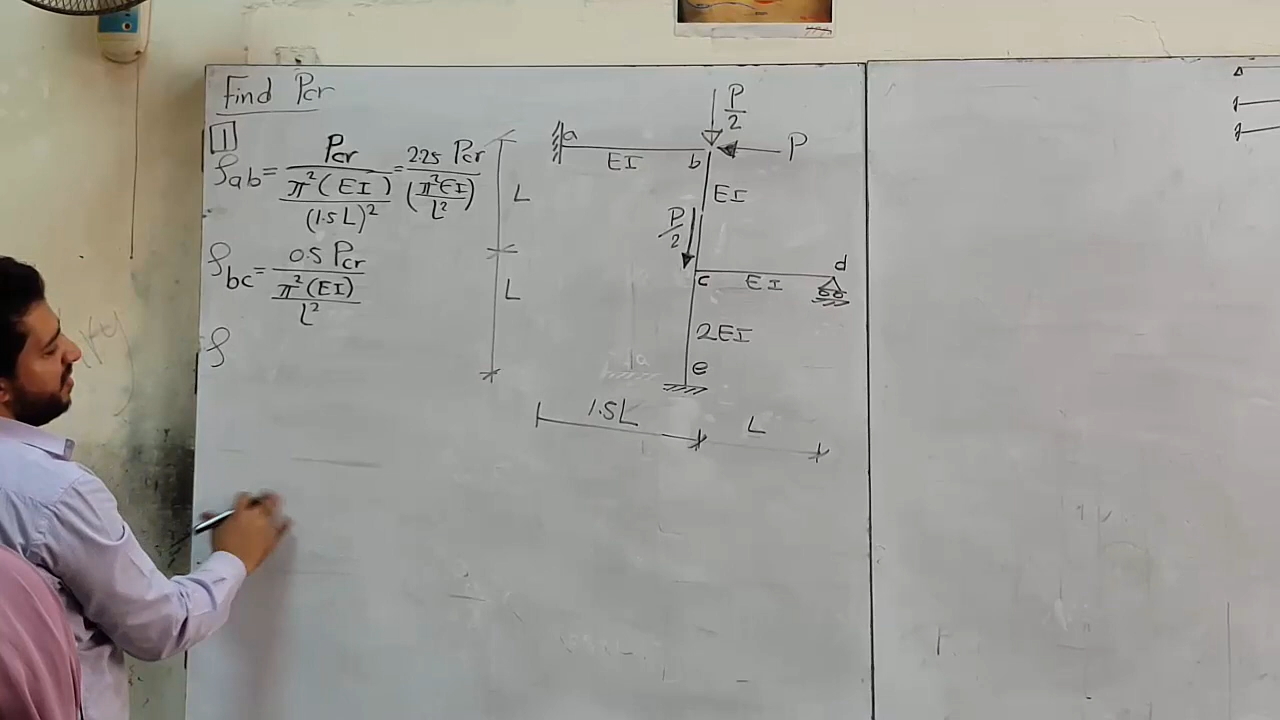 Find Pcr
1
ρab = Pcr / (π²(EI) / (1.5L)²) = 2.25 Pcr / (π²EI / L²)
ρbc = 0.5 Pcr / (π²(EI) / L²)
ρ
P/2
a
EI
b
P
L
EI
P/2
c
EI
d
L
2EI
a
e
1.5L
L